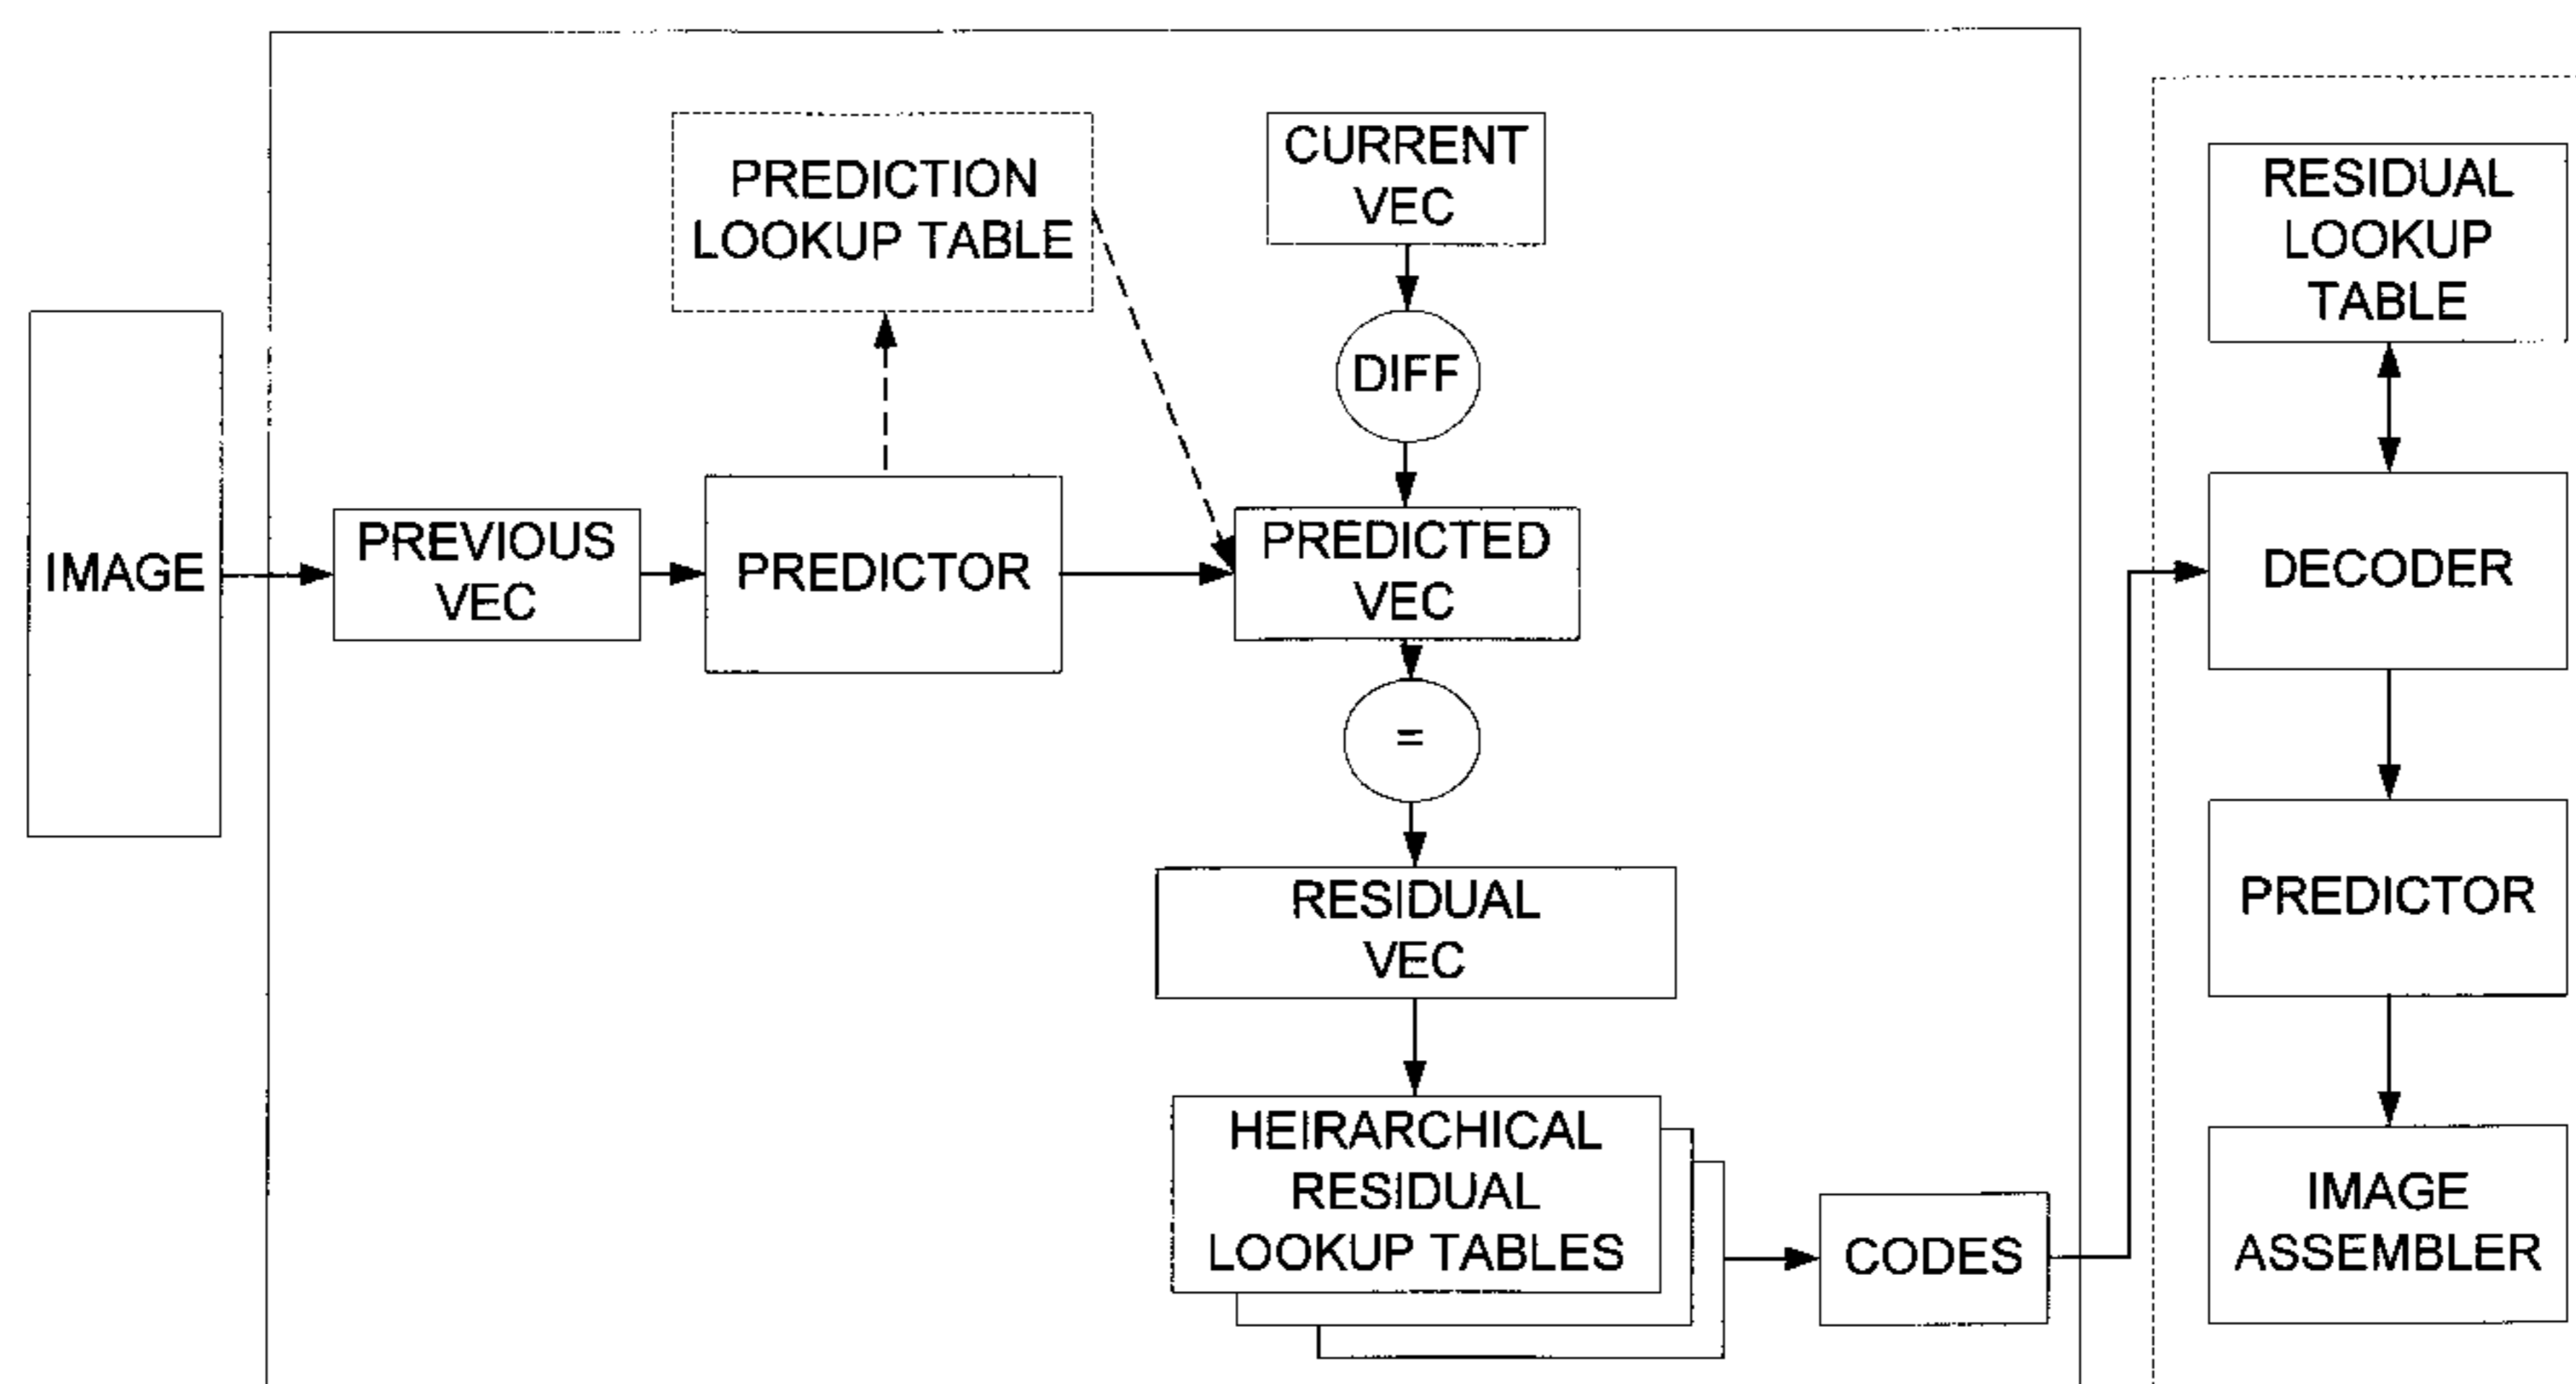 IMAGE
PREVIOUS
VEC
PREDICTOR
PREDICTION
LOOKUP TABLE
CURRENT
VEC
DIFF
PREDICTED
VEC
=
RESIDUAL
VEC
HEIRARCHICAL
RESIDUAL
LOOKUP TABLES
CODES
RESIDUAL
LOOKUP
TABLE
DECODER
PREDICTOR
IMAGE
ASSEMBLER